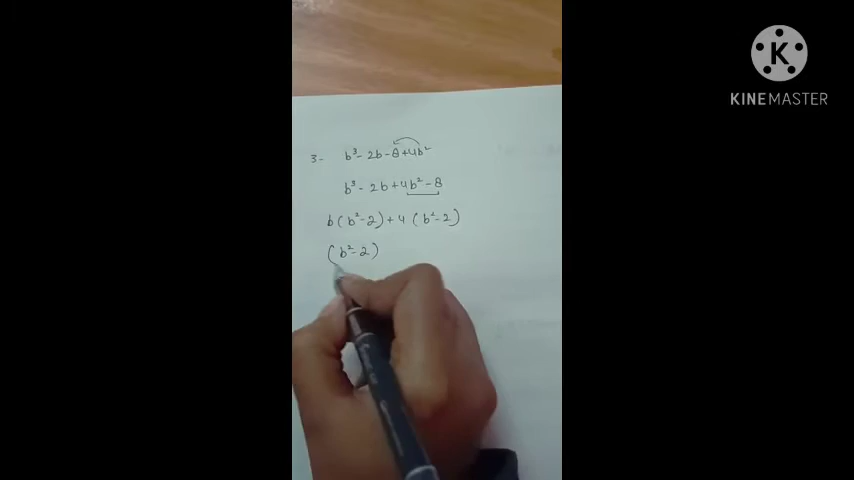 3- b³- 2b - 8 + 4b²
b³- 2b + 4b² - 8
b(b²-2) + 4 (b²-2)
(b²-2)
K
KINEMASTER